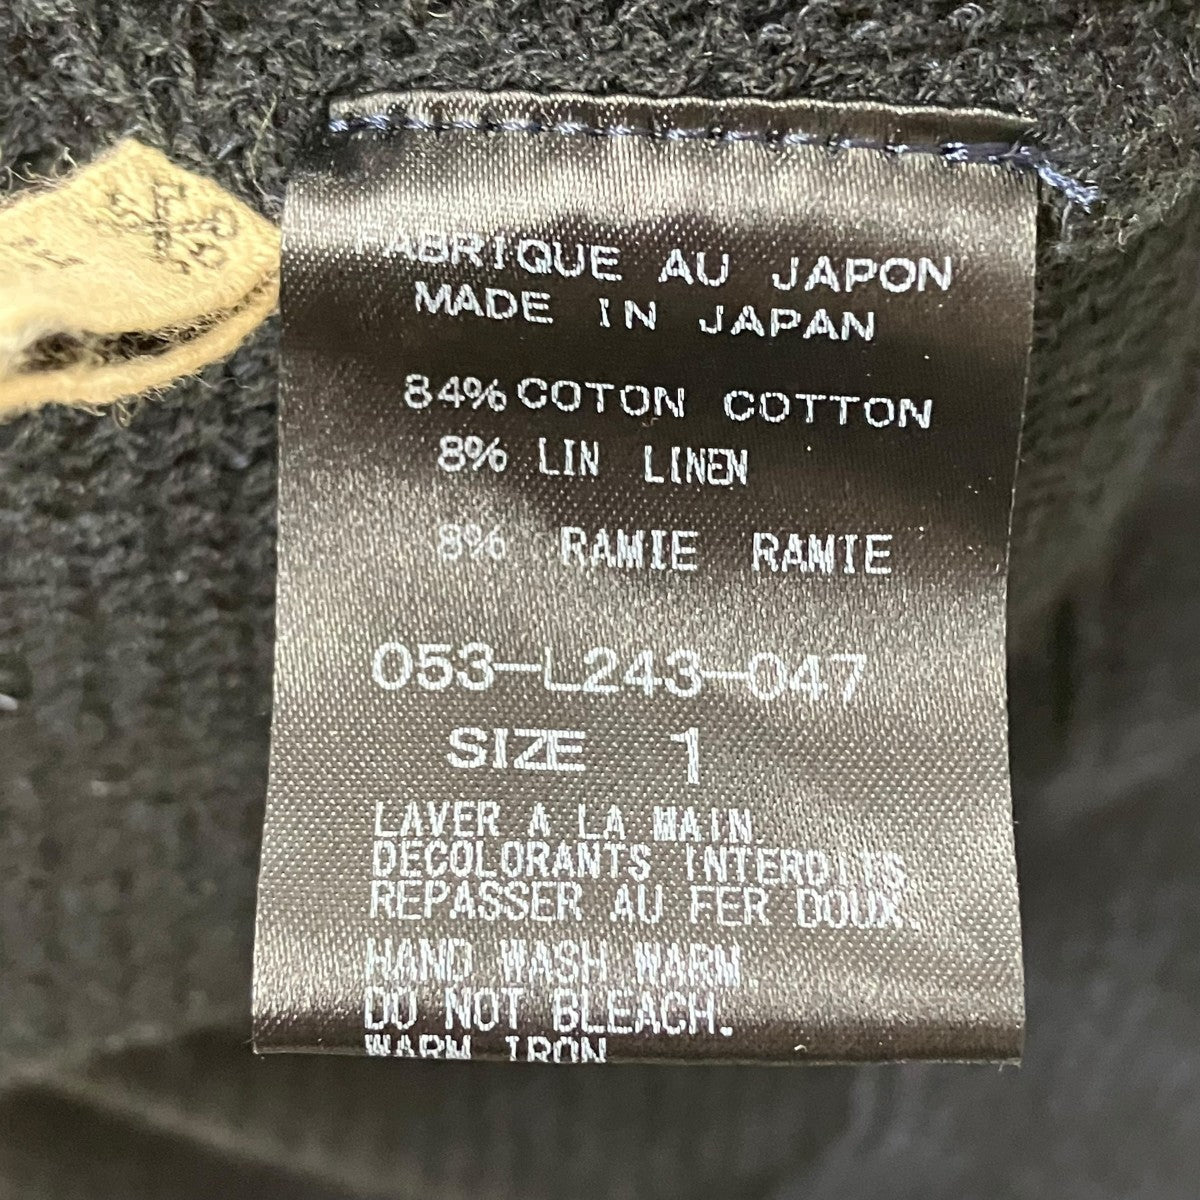 FABRIQUE AU JAPON
MADE IN JAPAN
84% COTON COTTON
8% LIN LINEN
8% RAMIE RAMIE
053-L243-047
SIZE 1
LAVER A LA MAIN.
DECOLORANTS INTERDITS.
REPASSER AU FER DOUX.
HAND WASH WARM.
DO NOT BLEACH.
WARM IRON